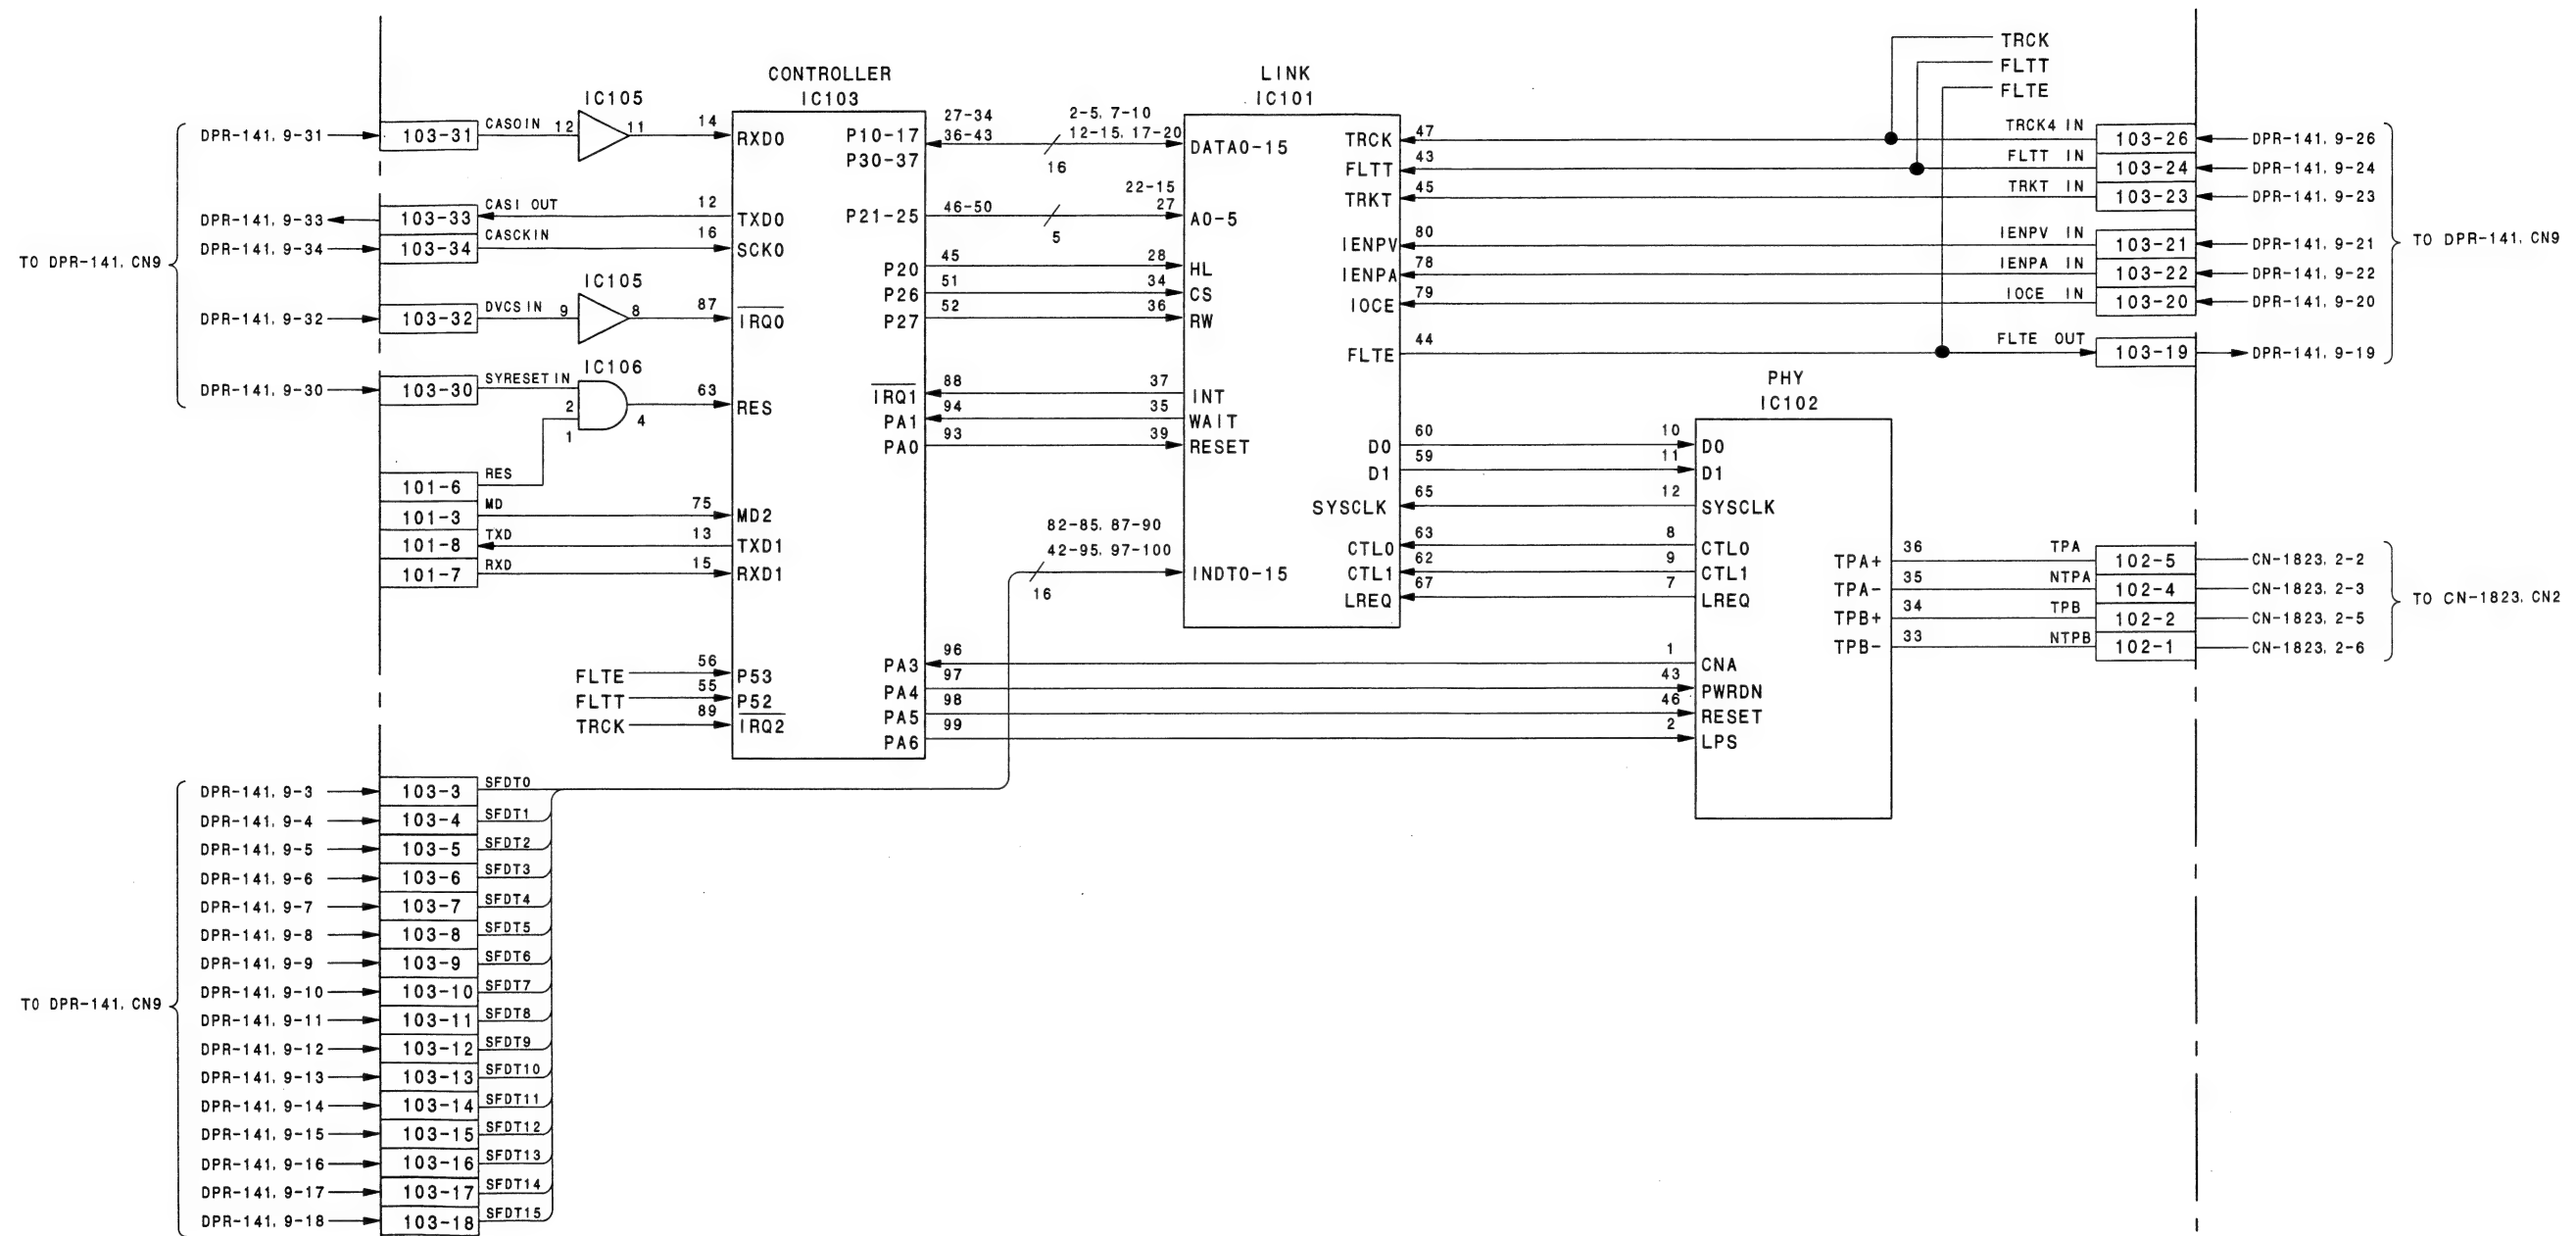 TO DPR-141, CN9
DPR-141, 9-31
103-31
CASOIN
12
IC105
11
14
DPR-141, 9-33
103-33
CASI OUT
12
DPR-141, 9-34
103-34
CASCKIN
16
DPR-141, 9-32
103-32
DVCSIN
9
IC105
8
87
DPR-141, 9-30
103-30
SYRESETIN
IC106
2
1
4
63
101-6
RES
101-3
MD
75
101-8
TXD
13
101-7
RXD
15
FLTE
56
FLTT
55
TRCK
89
CONTROLLER
IC103
RXD0
TXD0
SCK0
IRQ0
RES
MD2
TXD1
RXD1
P53
P52
IRQ2
P10-17
P30-37
P21-25
P20
P26
P27
IRQ1
PA1
PA0
PA3
PA4
PA5
PA6
27-34
36-43
16
2-5, 7-10
12-15, 17-20
46-50
5
22-15
27
45
28
51
34
52
36
88
37
94
35
93
39
82-85, 87-90
42-95, 97-100
16
96
1
97
43
98
46
99
2
LINK
IC101
DATA0-15
A0-5
HL
CS
RW
INT
WAIT
RESET
INDT0-15
TRCK
FLTT
TRKT
IENPV
IENPA
IOCE
FLTE
D0
D1
SYSCLK
CTL0
CTL1
LREQ
47
43
45
80
78
79
44
60
10
59
11
65
12
63
8
62
9
67
7
TRCK
FLTT
FLTE
TRCK4 IN
103-26
DPR-141, 9-26
FLTT IN
103-24
DPR-141, 9-24
TRKT IN
103-23
DPR-141, 9-23
IENPV IN
103-21
DPR-141, 9-21
IENPA IN
103-22
DPR-141, 9-22
IOCE IN
103-20
DPR-141, 9-20
FLTE OUT
103-19
DPR-141, 9-19
TO DPR-141, CN9
PHY
IC102
D0
D1
SYSCLK
CTL0
CTL1
LREQ
CNA
PWRDN
RESET
LPS
TPA+
TPA-
TPB+
TPB-
36
TPA
102-5
CN-1823, 2-2
35
NTPA
102-4
CN-1823, 2-3
34
TPB
102-2
CN-1823, 2-5
33
NTPB
102-1
CN-1823, 2-6
TO CN-1823, CN2
TO DPR-141, CN9
DPR-141, 9-3
103-3
SFDT0
DPR-141, 9-4
103-4
SFDT1
DPR-141, 9-5
103-5
SFDT2
DPR-141, 9-6
103-6
SFDT3
DPR-141, 9-7
103-7
SFDT4
DPR-141, 9-8
103-8
SFDT5
DPR-141, 9-9
103-9
SFDT6
DPR-141, 9-10
103-10
SFDT7
DPR-141, 9-11
103-11
SFDT8
DPR-141, 9-12
103-12
SFDT9
DPR-141, 9-13
103-13
SFDT10
DPR-141, 9-14
103-14
SFDT11
DPR-141, 9-15
103-15
SFDT12
DPR-141, 9-16
103-16
SFDT13
DPR-141, 9-17
103-17
SFDT14
DPR-141, 9-18
103-18
SFDT15